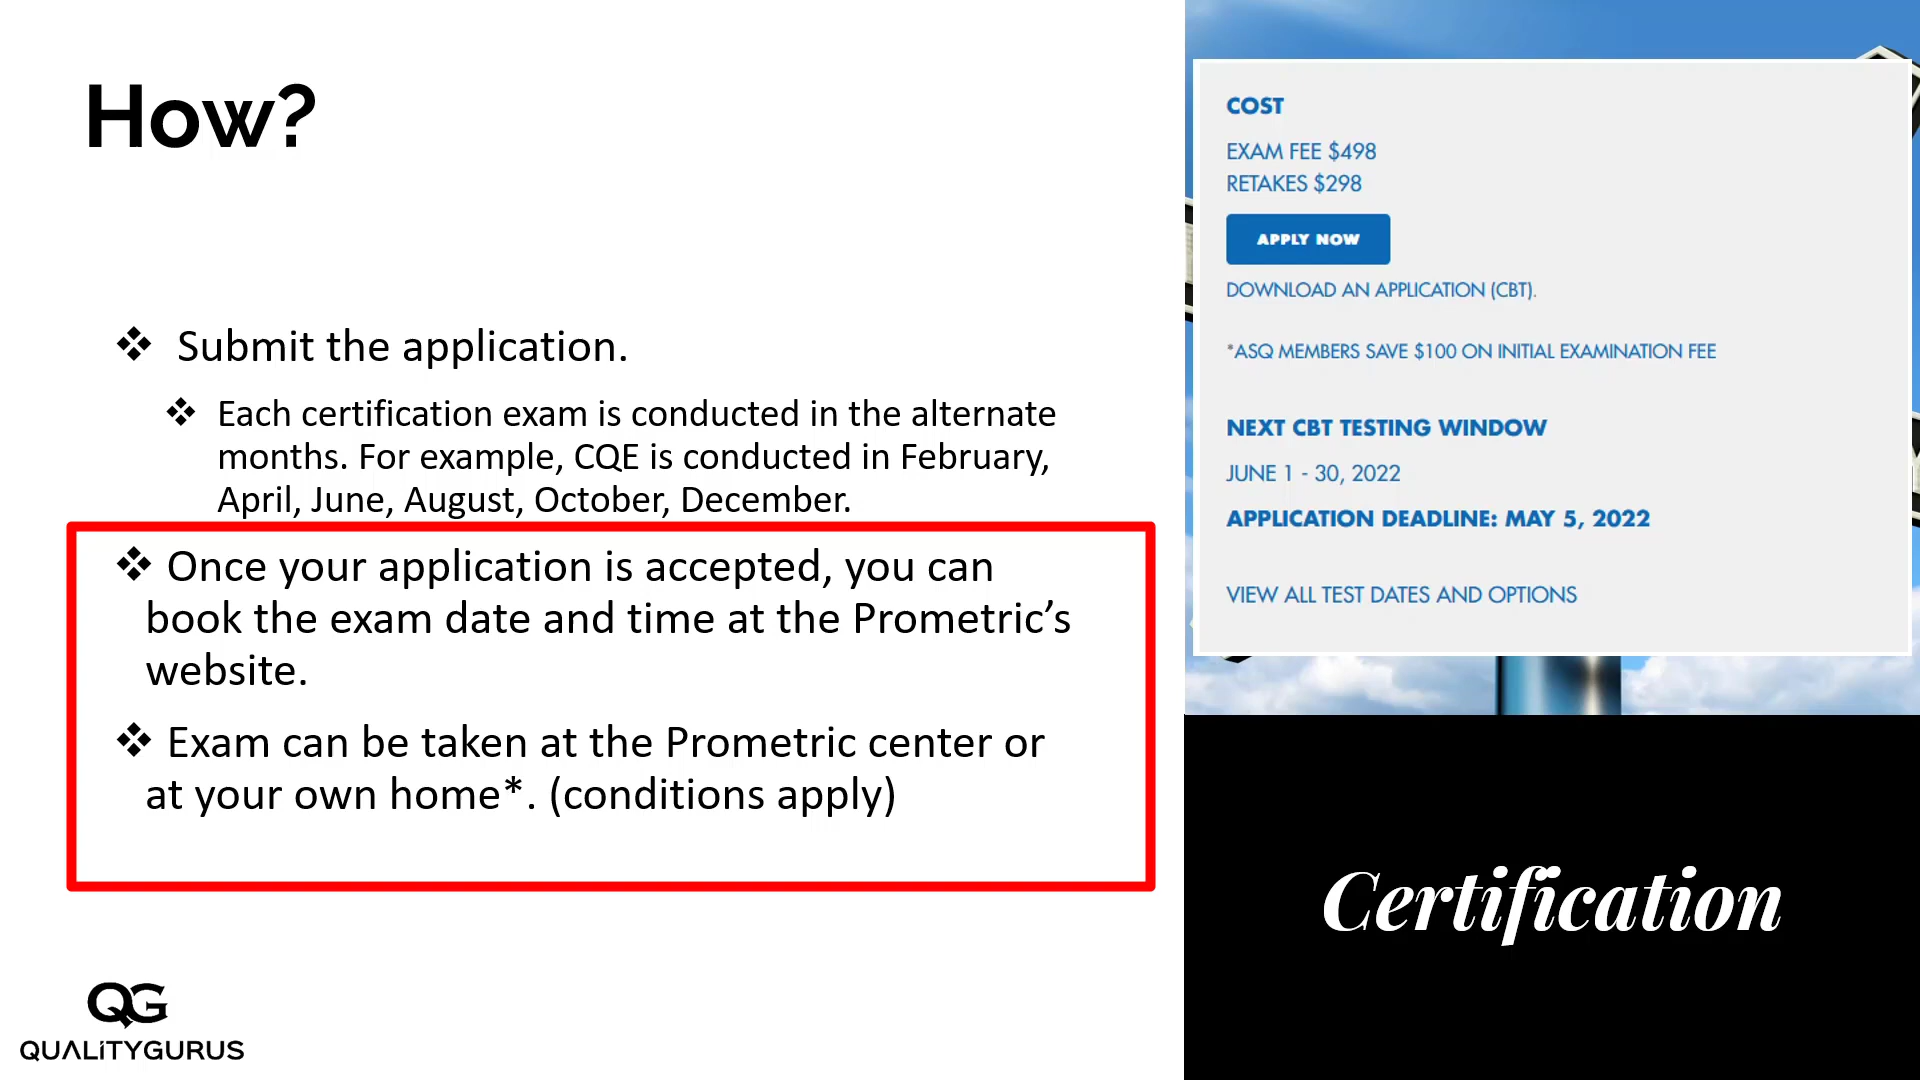 How?
Submit the application.
Each certification exam is conducted in the alternate
months. For example, CQE is conducted in February,
April, June, August, October, December.
Once your application is accepted, you can
book the exam date and time at the Prometric’s
website.
Exam can be taken at the Prometric center or
at your own home*. (conditions apply)
QG
QUALITYGURUS
COST
EXAM FEE $498
RETAKES $298
APPLY NOW
DOWNLOAD AN APPLICATION (CBT).
*ASQ MEMBERS SAVE $100 ON INITIAL EXAMINATION FEE
NEXT CBT TESTING WINDOW
JUNE 1 - 30, 2022
APPLICATION DEADLINE: MAY 5, 2022
VIEW ALL TEST DATES AND OPTIONS
Certification